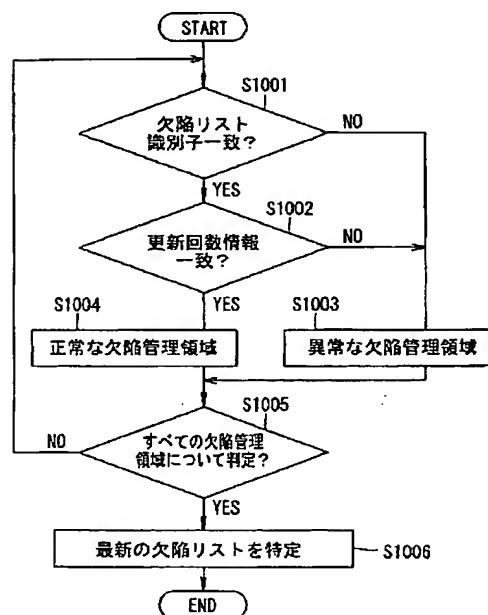 START
S1001
欠陥リスト
識別子一致?
NO
YES
S1002
更新回数情報
一致?
NO
YES
S1004
正常な欠陥管理領域
S1003
異常な欠陥管理領域
S1005
すべての欠陥管理
領域について判定?
NO
YES
最新の欠陥リストを特定
S1006
END